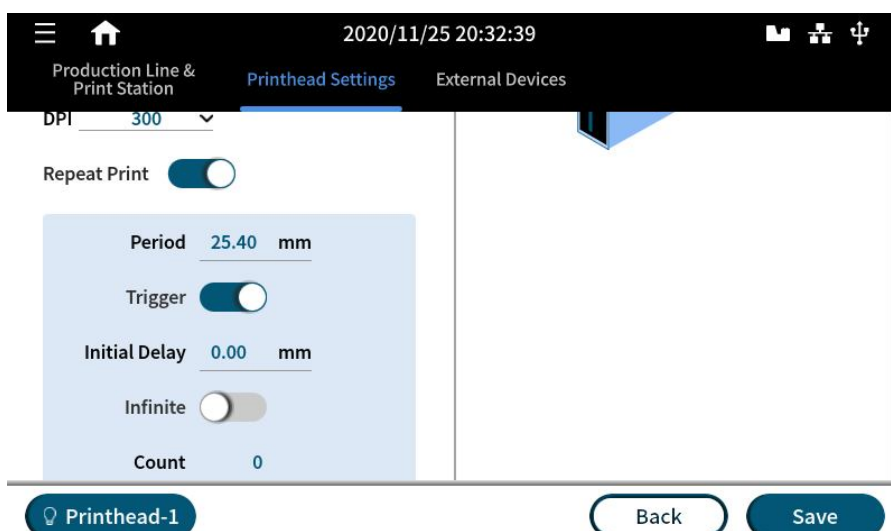 2020/11/25 20:32:39
Production Line &
Print Station
Printhead Settings
External Devices
DPI 300
Repeat Print
Period 25.40 mm
Trigger
Initial Delay 0.00 mm
Infinite
Count 0
Printhead-1
Back
Save